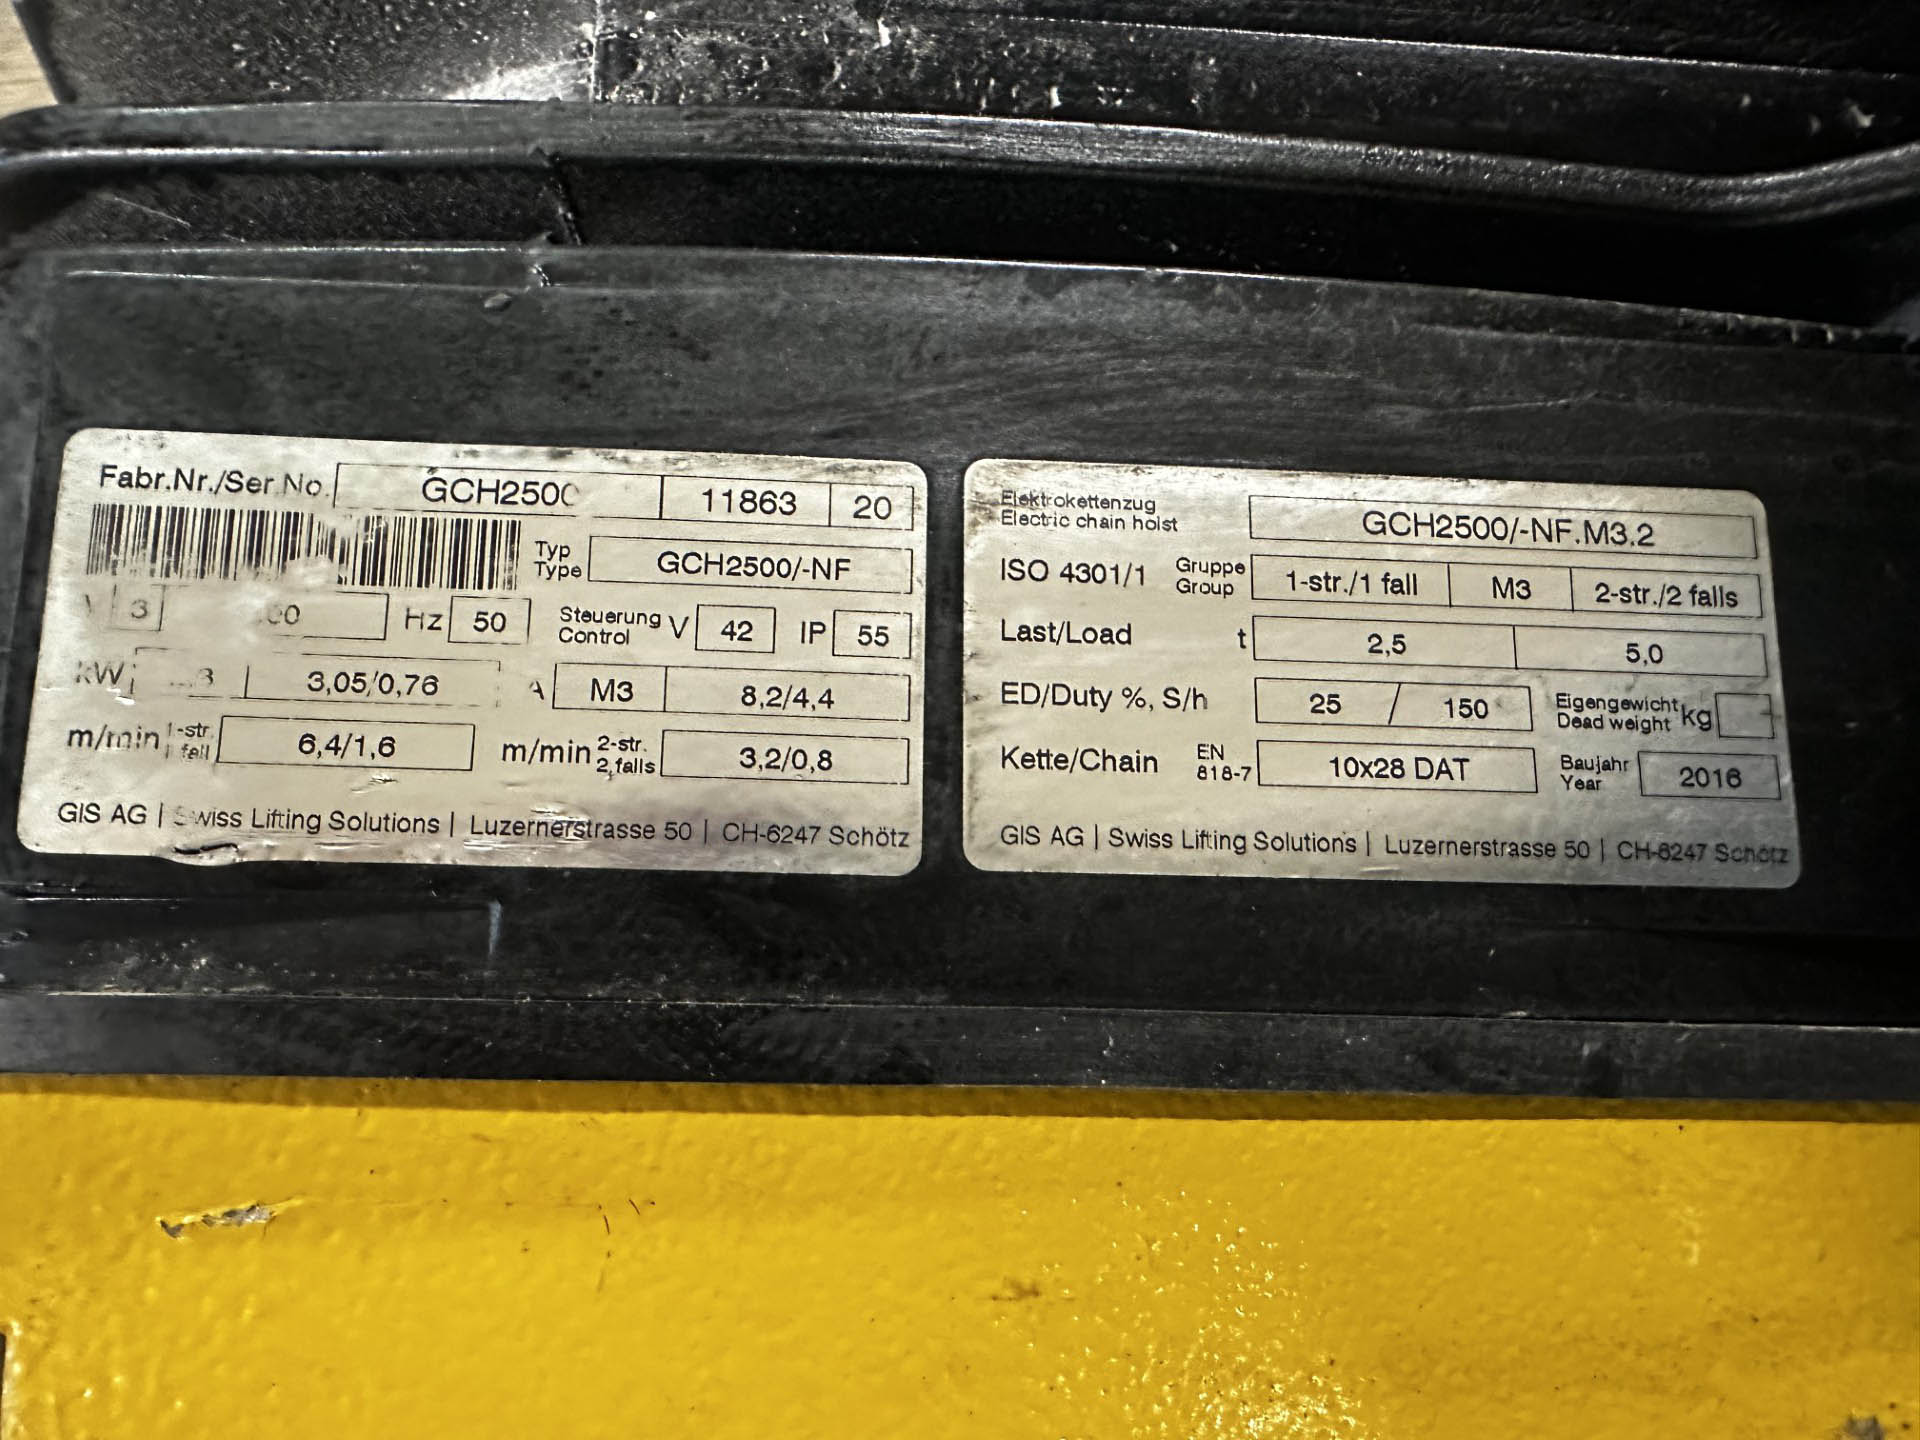 Fabr.Nr./Ser No. GCH250 11863 20
Typ
Type GCH2500/-NF
3 Hz 50 Steuerung
Control V 42 IP 55
kW 3,05/0,76 A M3 8,2/4,4
m/min 1-str.
1 fall 6,4/1,6 m/min 2-str.
2 falls 3,2/0,8
GIS AG | Swiss Lifting Solutions | Luzernerstrasse 50 | CH-6247 Schötz
Elektrokettenzug
Electric chain hoist GCH2500/-NF.M3.2
ISO 4301/1 Gruppe
Group 1-str./1 fall M3 2-str./2 falls
Last/Load t 2,5 5,0
ED/Duty %, S/h 25 / 150 Eigengewicht
Dead weight kg
Kette/Chain EN
818-7 10x28 DAT Baujahr
Year 2016
GIS AG | Swiss Lifting Solutions | Luzernerstrasse 50 | CH-6247 Schötz